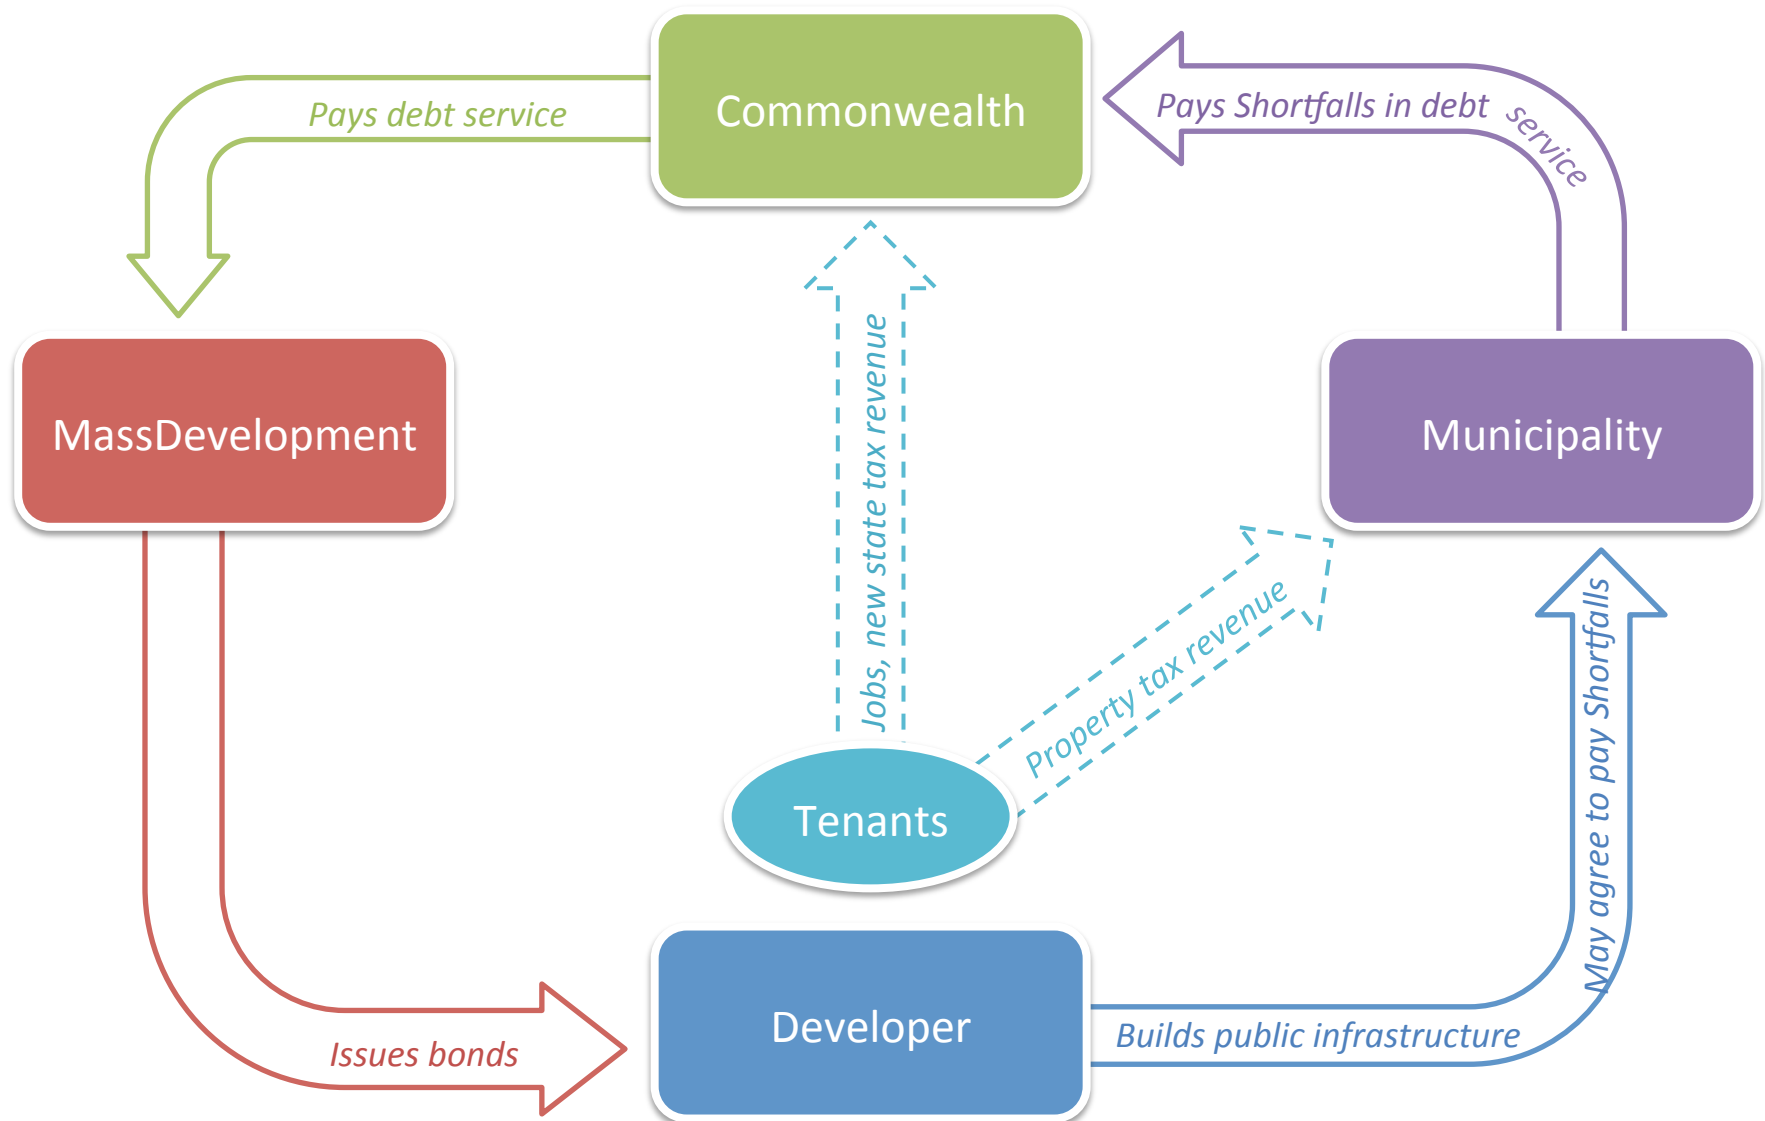 Commonwealth
Pays debt service
Pays Shortfalls in debt service
MassDevelopment
Municipality
Jobs, new state tax revenue
Property tax revenue
May agree to pay Shortfalls
Tenants
Developer
Builds public infrastructure
Issues bonds